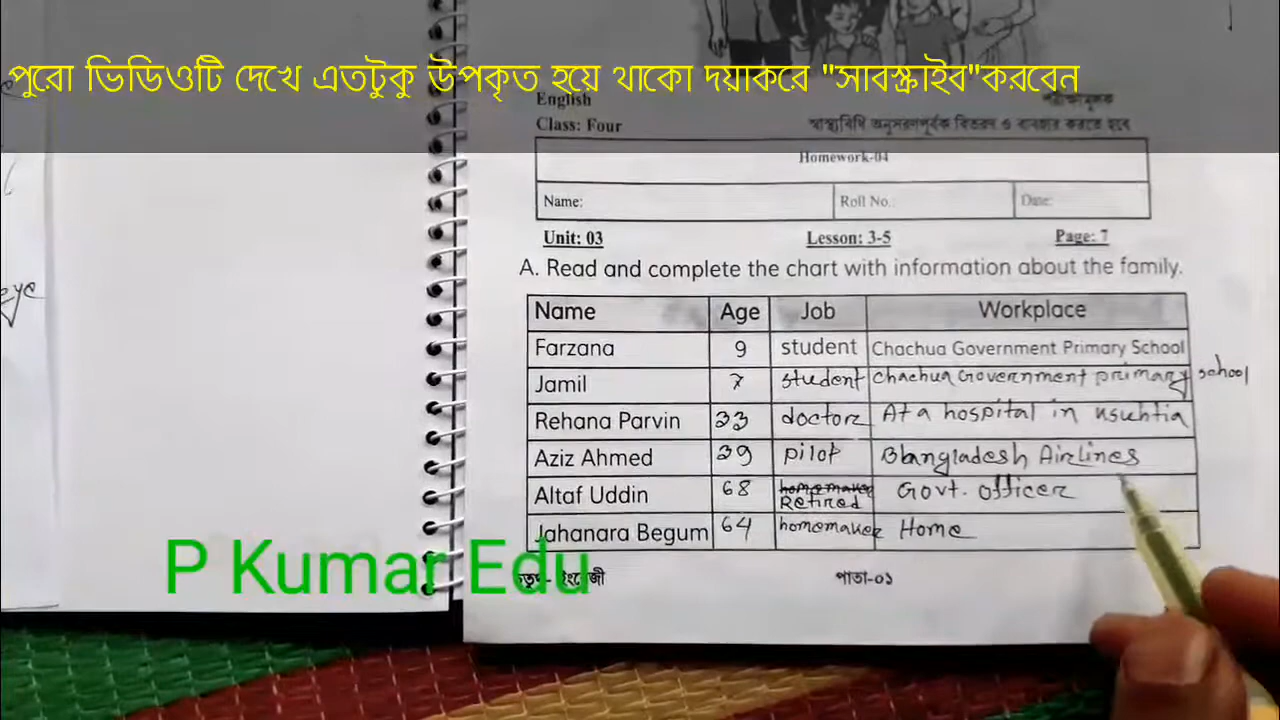 পুরো ভিডিওটি দেখে এতটুকু উপকৃত হয়ে থাকো দয়াকরে "সাবস্ক্রাইব"করবেন
English পরীক্ষামূলক
Class: Four স্বাস্থ্যবিধি অনুসরণপূর্বক বিতরণ ও ব্যবহার করতে হবে
Homework-04
Name: Roll No.: Date:
Unit: 03 Lesson: 3-5 Page: 7
A. Read and complete the chart with information about the family.
Name Age Job Workplace
Farzana 9 student Chachua Government Primary School
Jamil 7 student Chachua Government primary school
Rehana Parvin 33 doctor At a hospital in
Aziz Ahmed 39 pilot Bangladesh Airlines
Altaf Uddin 68 homemaker Retired Govt. officer
Jahanara Begum 64 homemaker Home
ইংরেজী পাতা-০১
P Kumar Edu
eye